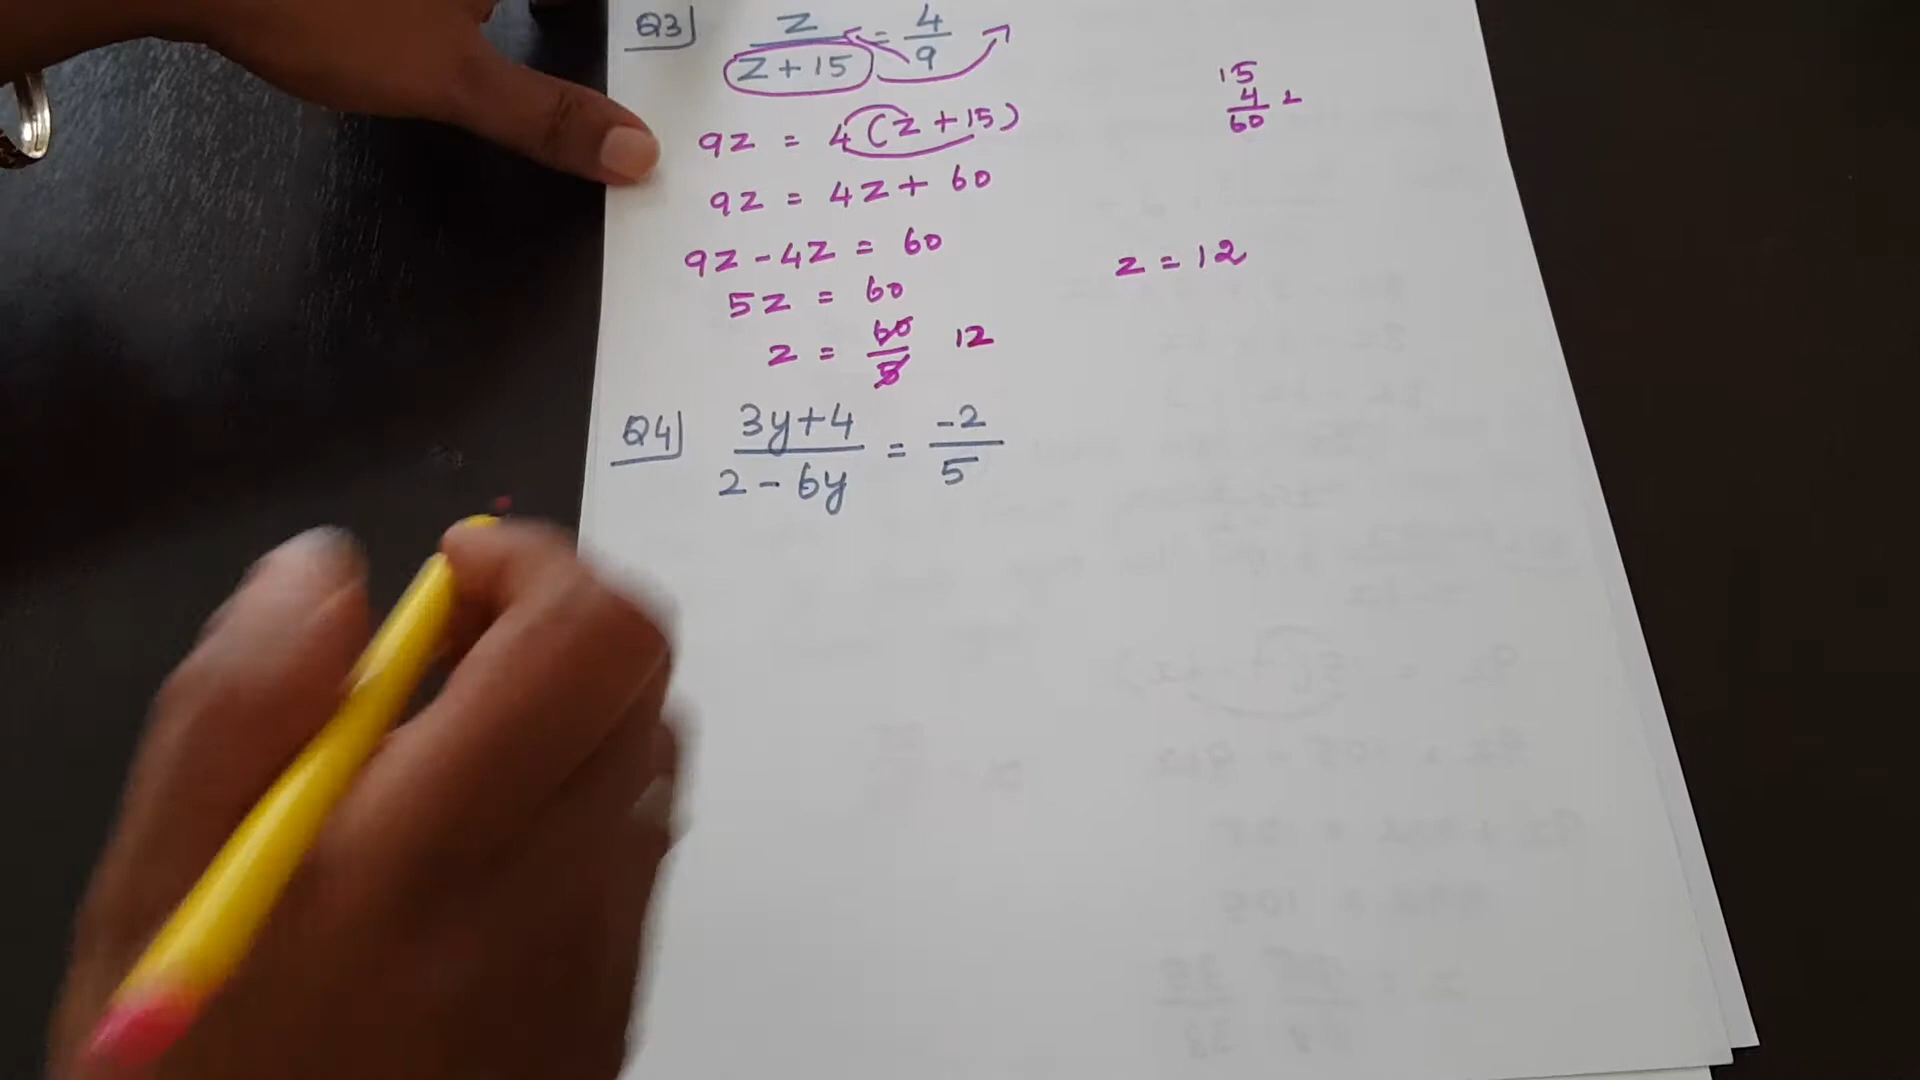 Q3] z/(z+15) = 4/9
9z = 4(z+15)
9z = 4z + 60
9z - 4z = 60
5z = 60
z = 60/5 12
15
4
60
2
z = 12
Q4] (3y+4)/(2-6y) = -2/5